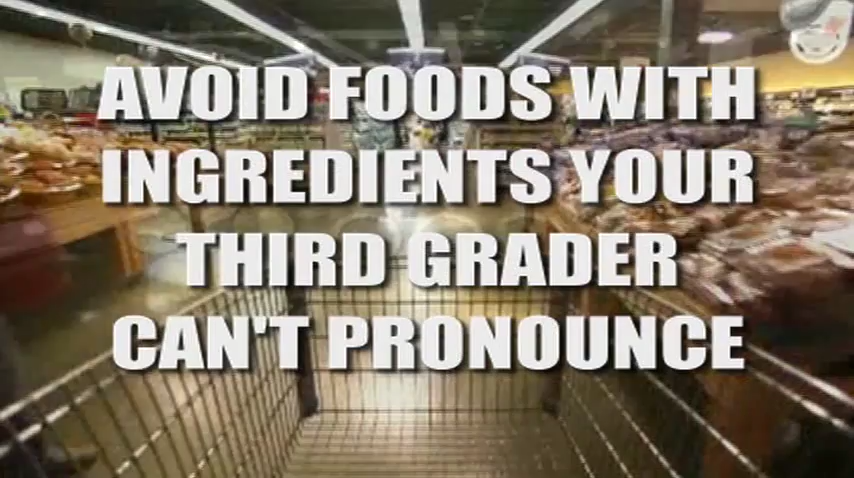 AVOID FOODS WITH
INGREDIENTS YOUR
THIRD GRADER
CAN'T PRONOUNCE